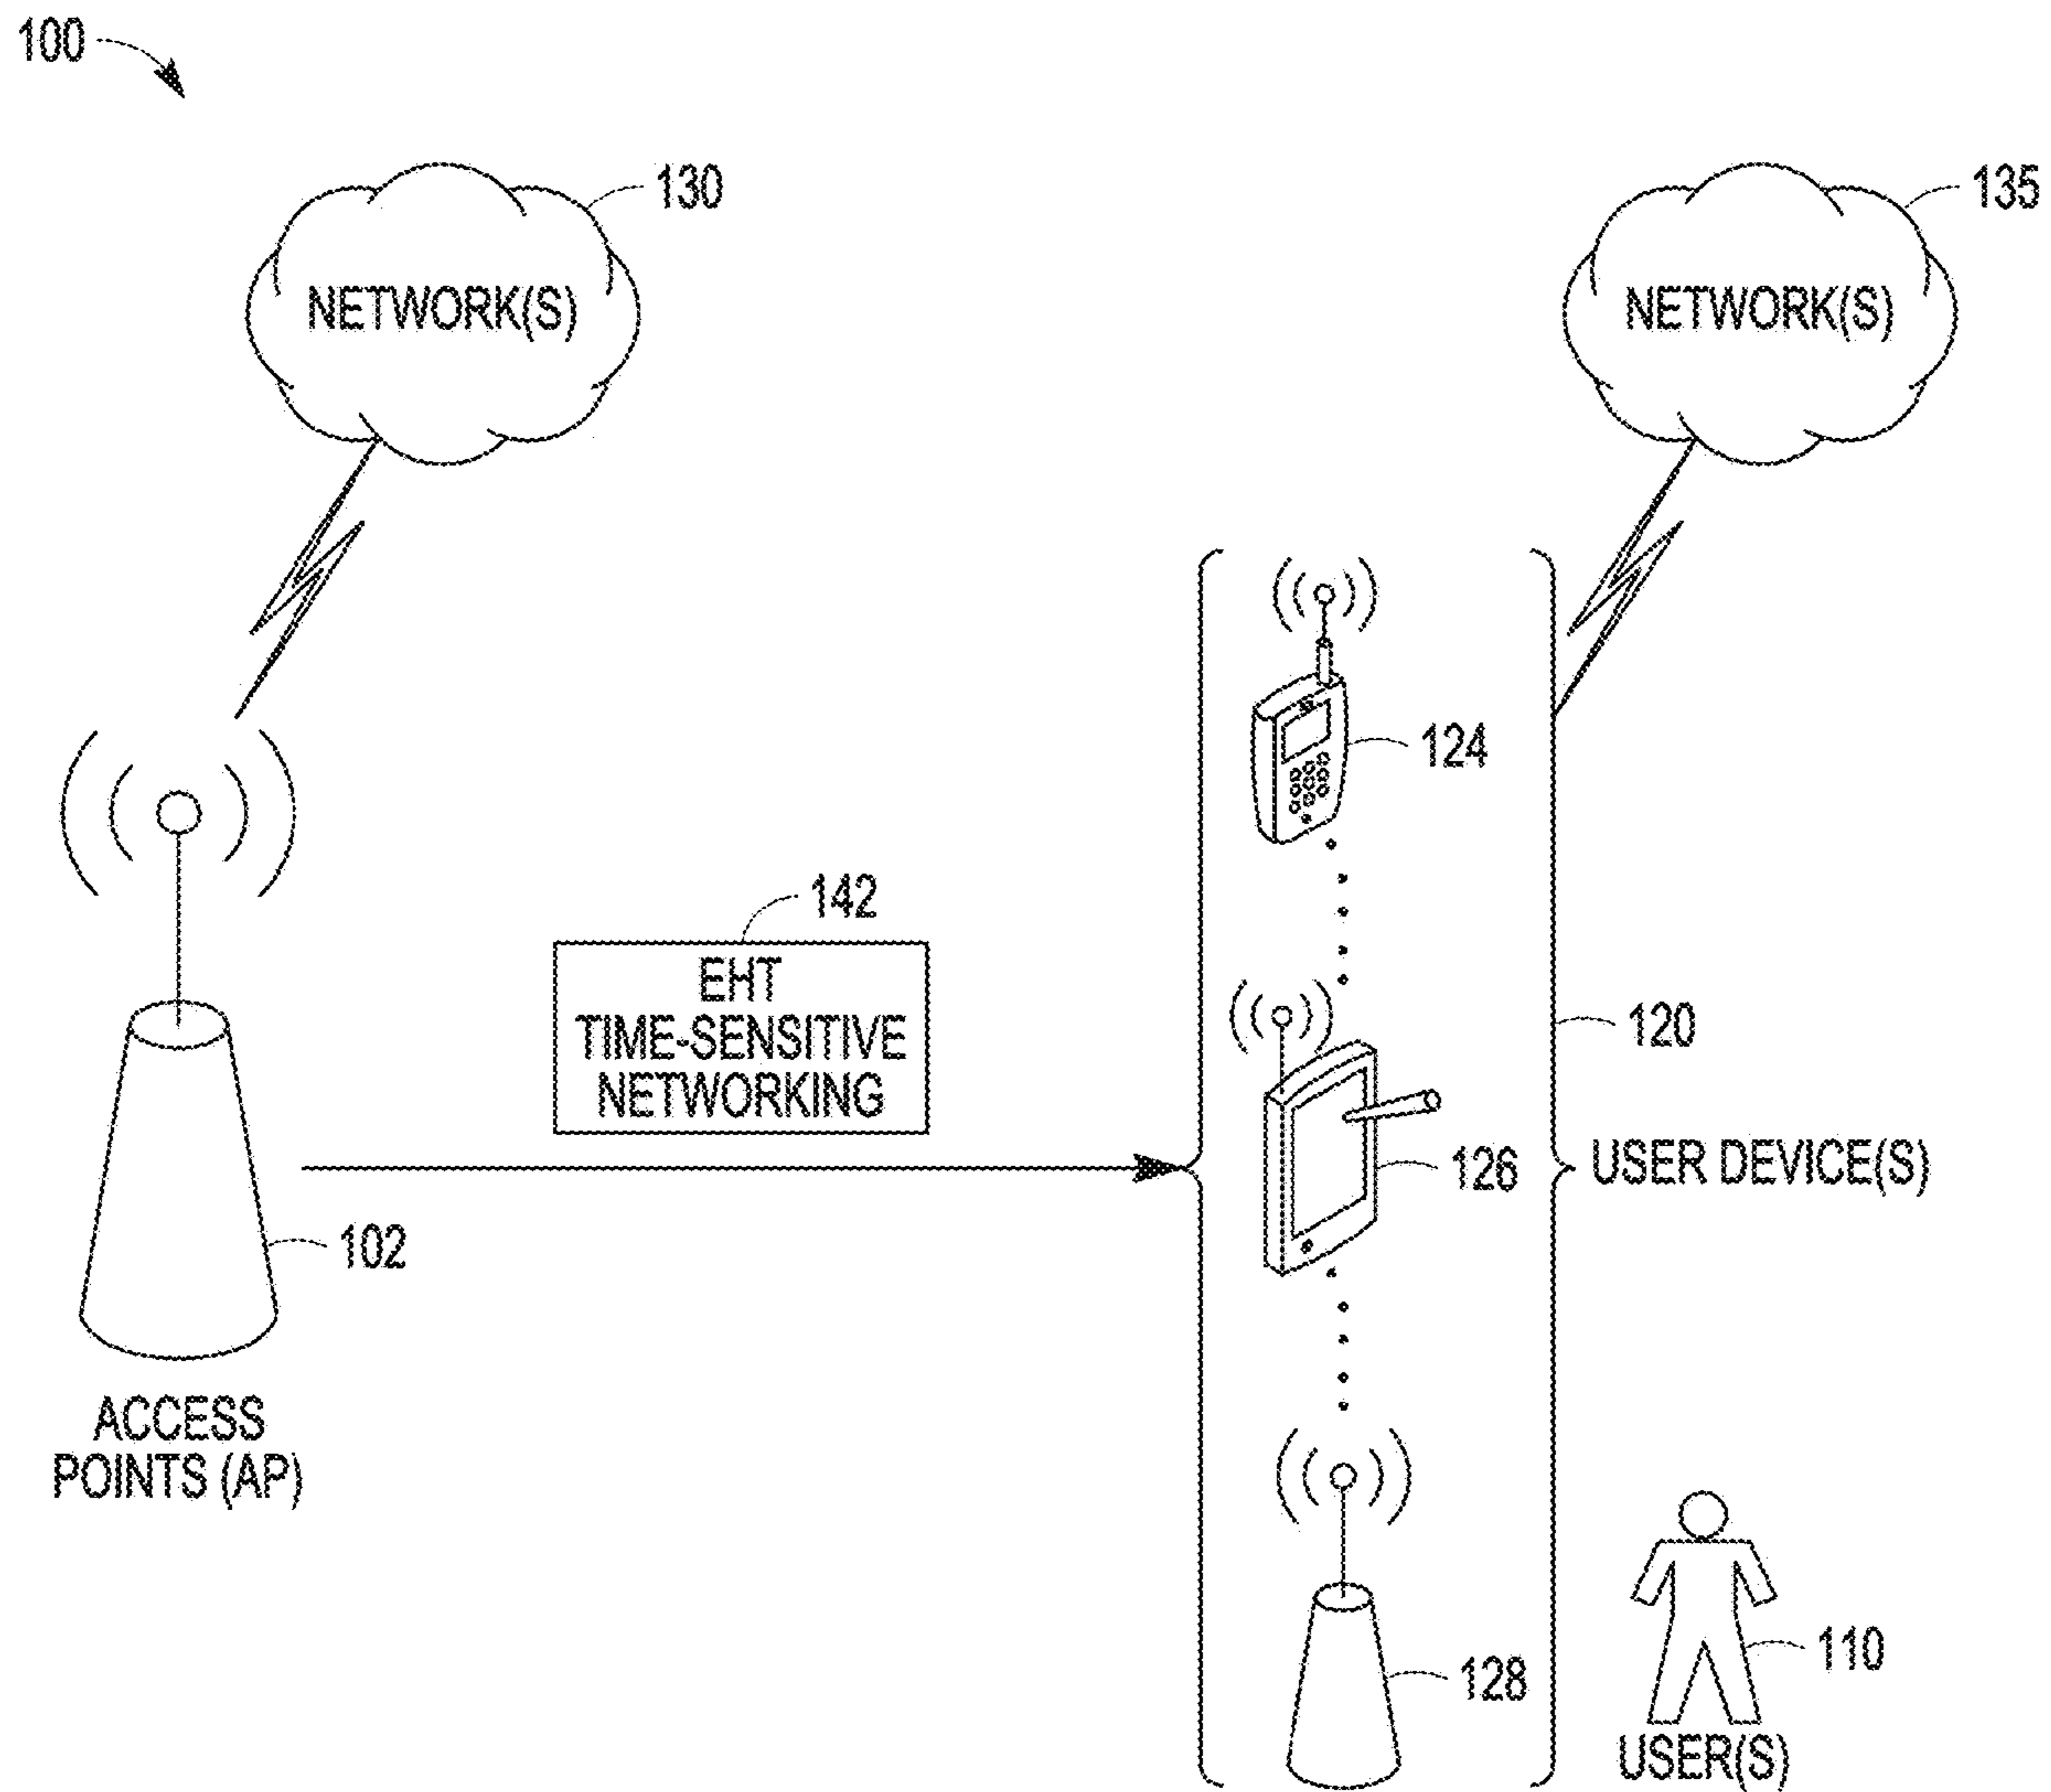 100
130
NETWORK(S)
135
NETWORK(S)
124
142
EHT
TIME-SENSITIVE
NETWORKING
120
126
USER DEVICE(S)
102
ACCESS
POINTS (AP)
128
110
USER(S)